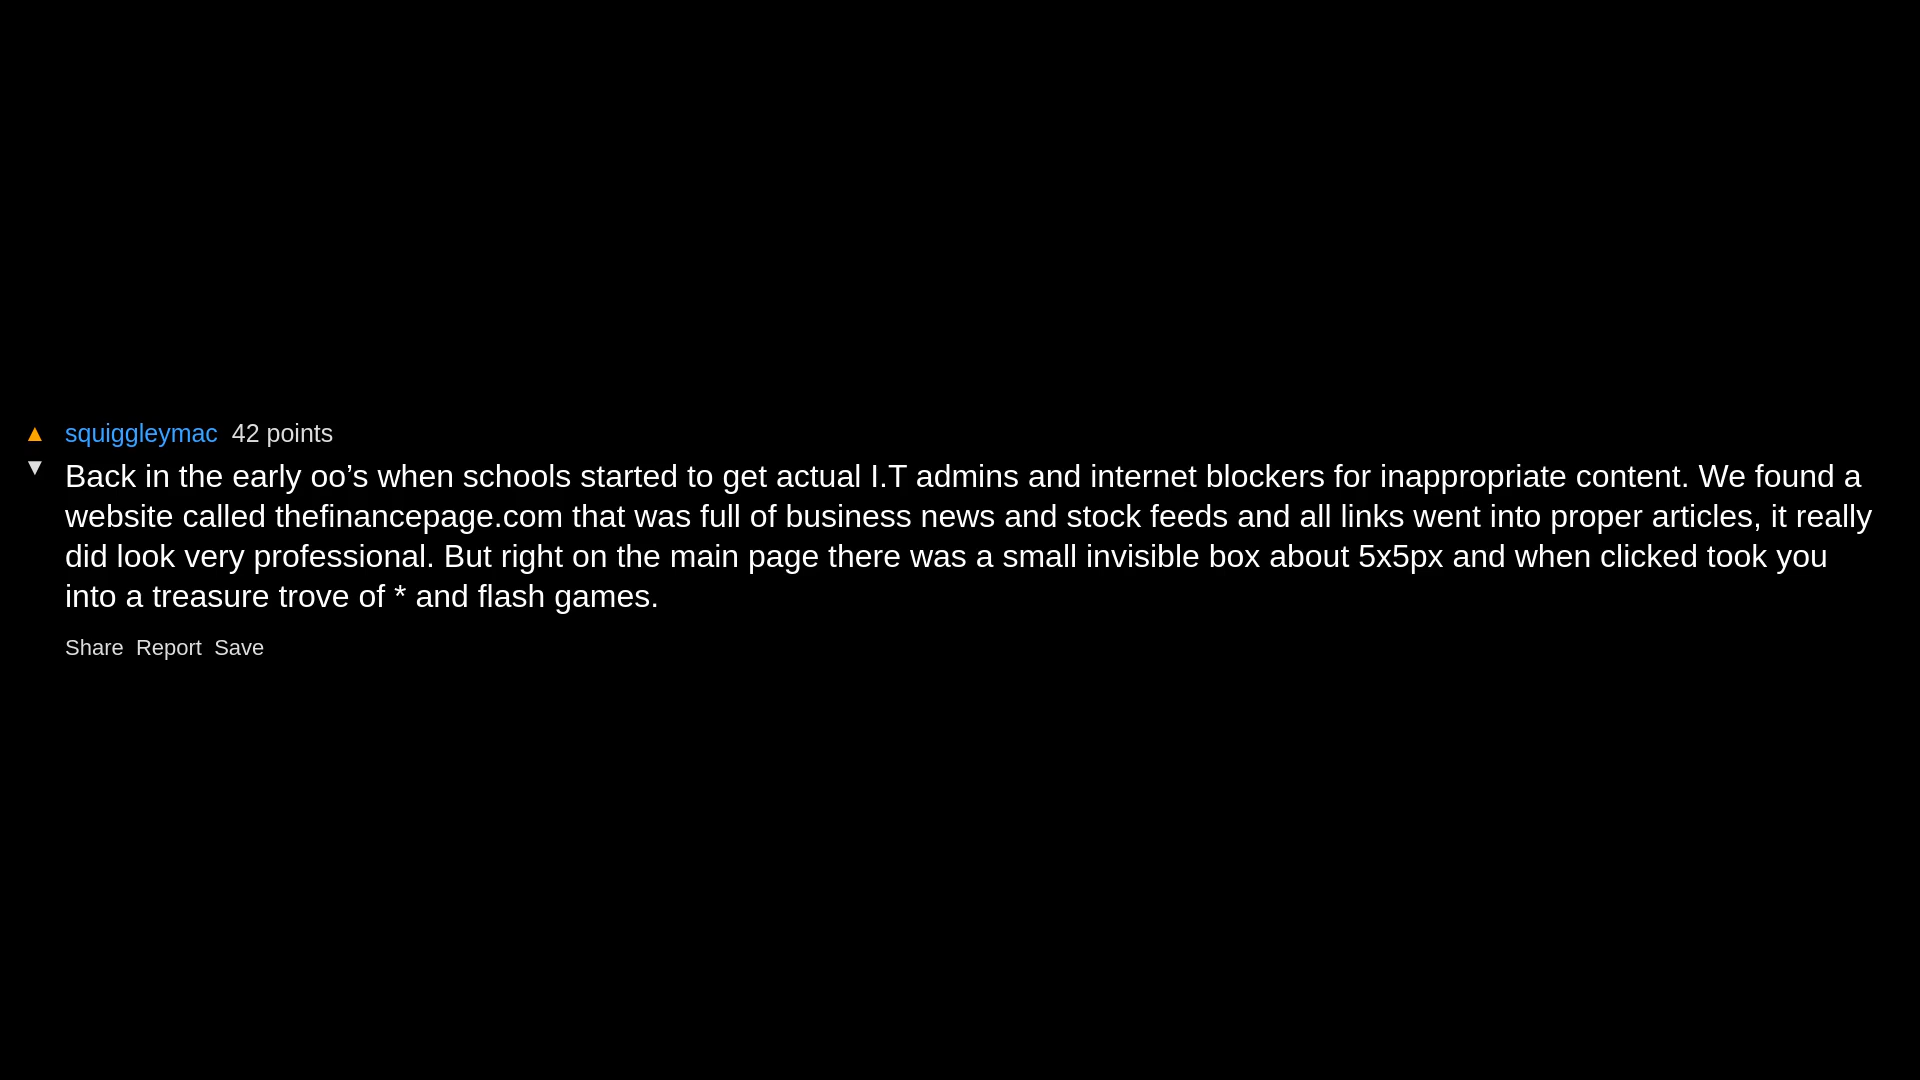 ▲ squiggleymac 42 points
▼ Back in the early oo’s when schools started to get actual I.T admins and internet blockers for inappropriate content. We found a
website called thefinancepage.com that was full of business news and stock feeds and all links went into proper articles, it really
did look very professional. But right on the main page there was a small invisible box about 5x5px and when clicked took you
into a treasure trove of * and flash games.
Share Report Save